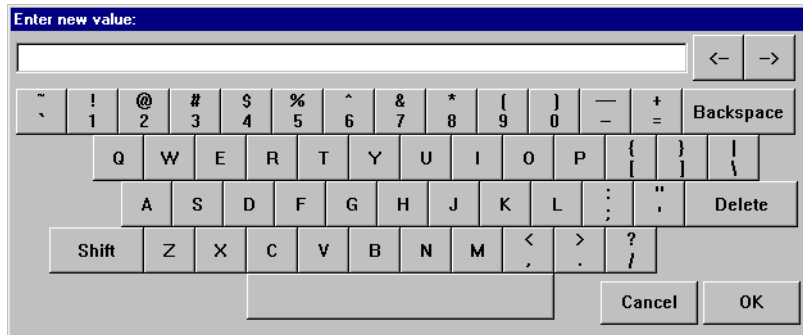 Enter new value:
<- ->
~ ! @ # $ % ^ & * ( ) — + Backspace
` 1 2 3 4 5 6 7 8 9 0 - =
Q W E R T Y U I O P { } |
[ ] \
A S D F G H J K L : " Delete
; '
Shift Z X C V B N M < > ?
, . /
Cancel OK